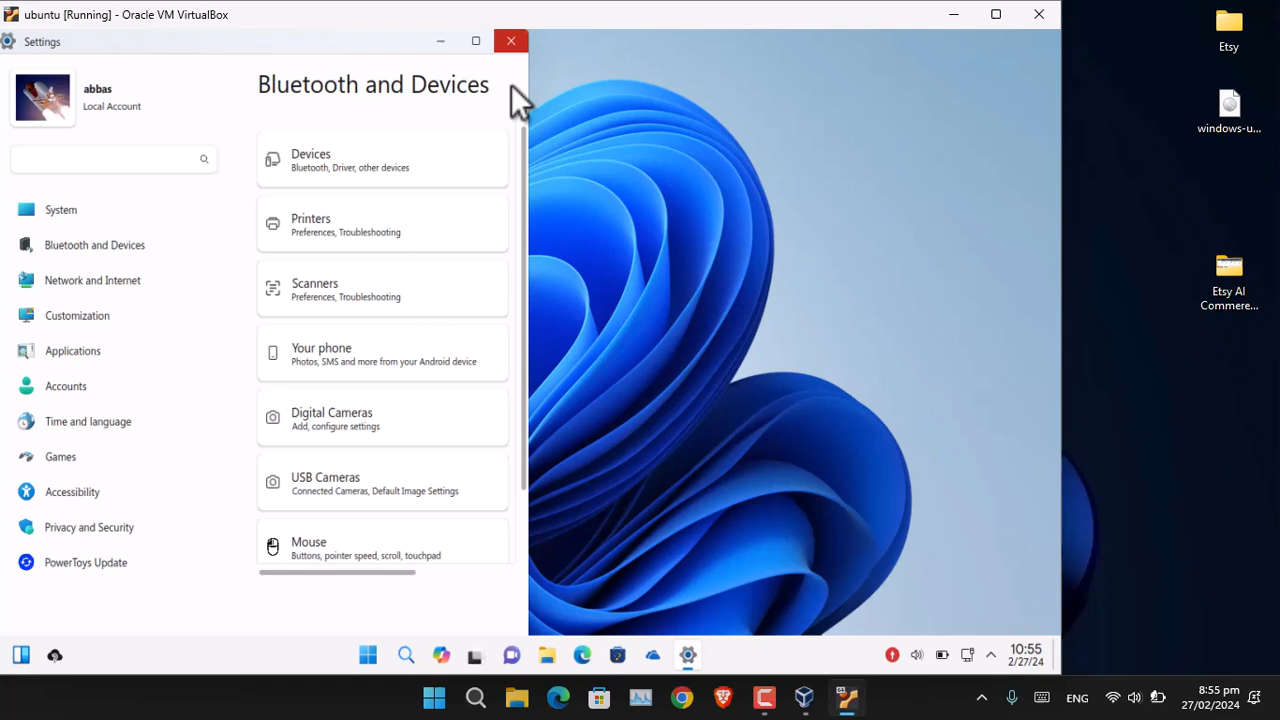 ubuntu [Running] - Oracle VM VirtualBox
Settings
abbas
Local Account
System
Bluetooth and Devices
Network and Internet
Customization
Applications
Accounts
Time and language
Games
Accessibility
Privacy and Security
PowerToys Update
Bluetooth and Devices
Devices
Bluetooth, Driver, other devices
Printers
Preferences, Troubleshooting
Scanners
Preferences, Troubleshooting
Your phone
Photos, SMS and more from your Android device
Digital Cameras
Add, configure settings
USB Cameras
Connected Cameras, Default Image Settings
Mouse
Buttons, pointer speed, scroll, touchpad
Etsy
windows-u...
Etsy AI
Commere...
10:55
2/27/24
ENG
8:55 pm
27/02/2024